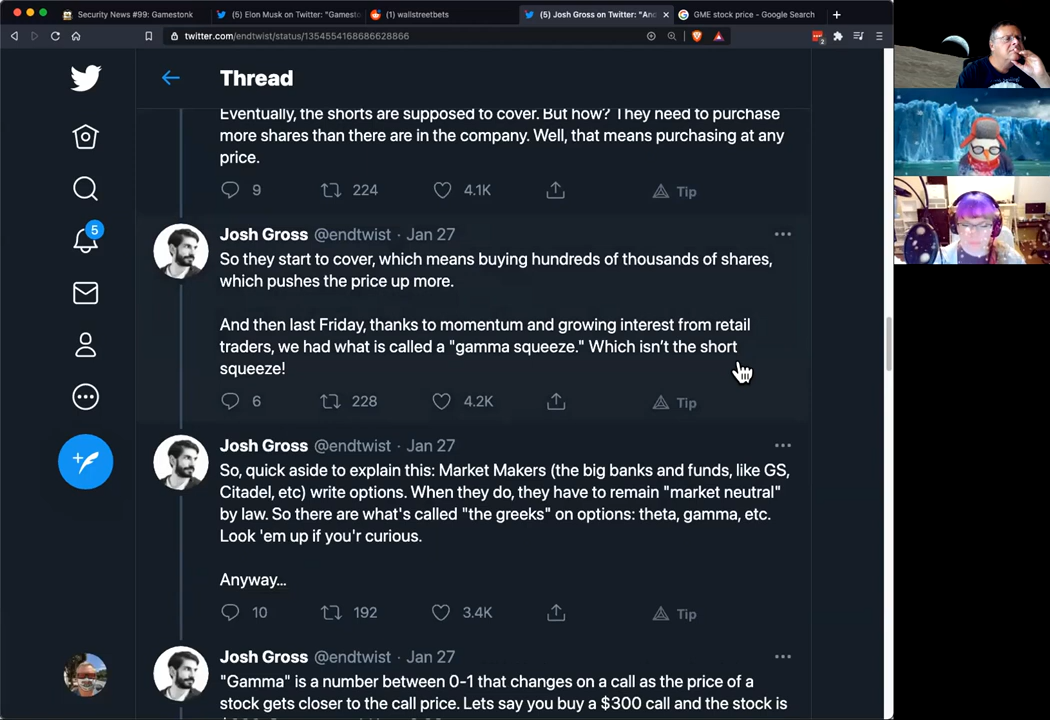 Security News #99: Gamestonk
(5) Elon Musk on Twitter: "Gamest
(1) wallstreetbets
(5) Josh Gross on Twitter: "And
GME stock price - Google Search
twitter.com/endtwist/status/1354554168686628866
2
Thread
Eventually, the shorts are supposed to cover. But how? They need to purchase
more shares than there are in the company. Well, that means purchasing at any
price.
9 224 4.1K Tip
5
Josh Gross @endtwist · Jan 27
So they start to cover, which means buying hundreds of thousands of shares,
which pushes the price up more.
And then last Friday, thanks to momentum and growing interest from retail
traders, we had what is called a "gamma squeeze." Which isn't the short
squeeze!
6 228 4.2K Tip
Josh Gross @endtwist · Jan 27
So, quick aside to explain this: Market Makers (the big banks and funds, like GS,
Citadel, etc) write options. When they do, they have to remain "market neutral"
by law. So there are what's called "the greeks" on options: theta, gamma, etc.
Look 'em up if you'r curious.
Anyway...
10 192 3.4K Tip
Josh Gross @endtwist · Jan 27
"Gamma" is a number between 0-1 that changes on a call as the price of a
stock gets closer to the call price. Lets say you buy a $300 call and the stock is